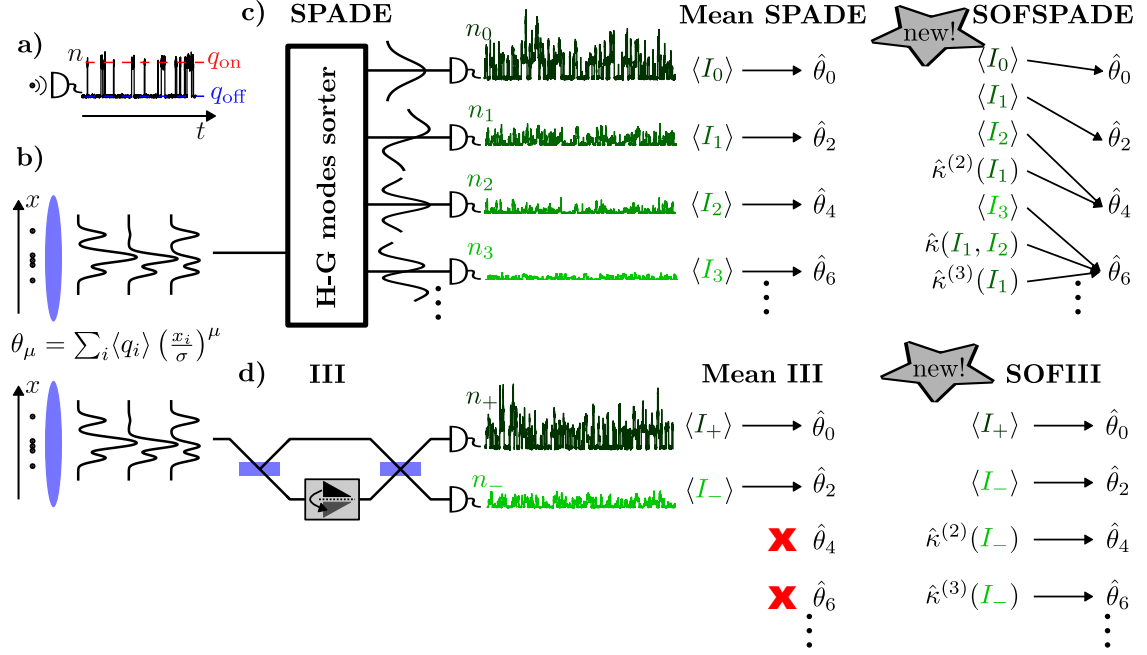 a)
n
q_on
q_off
t
b)
x
θ_μ = ∑_i⟨q_i⟩ (x_i/σ)^μ
x
c)
SPADE
H-G modes sorter
n_0
n_1
n_2
n_3
Mean SPADE
⟨I_0⟩ θ̂_0
⟨I_1⟩ θ̂_2
⟨I_2⟩ θ̂_4
⟨I_3⟩ θ̂_6
new!
SOFSPADE
⟨I_0⟩
⟨I_1⟩
⟨I_2⟩
κ̂^(2)(I_1)
⟨I_3⟩
κ̂(I_1, I_2)
κ̂^(3)(I_1)
θ̂_0
θ̂_2
θ̂_4
θ̂_6
d)
III
n_+
n_−
Mean III
⟨I_+⟩ θ̂_0
⟨I_−⟩ θ̂_2
X θ̂_4
X θ̂_6
new!
SOFIII
⟨I_+⟩ θ̂_0
⟨I_−⟩ θ̂_2
κ̂^(2)(I_−) θ̂_4
κ̂^(3)(I_−) θ̂_6